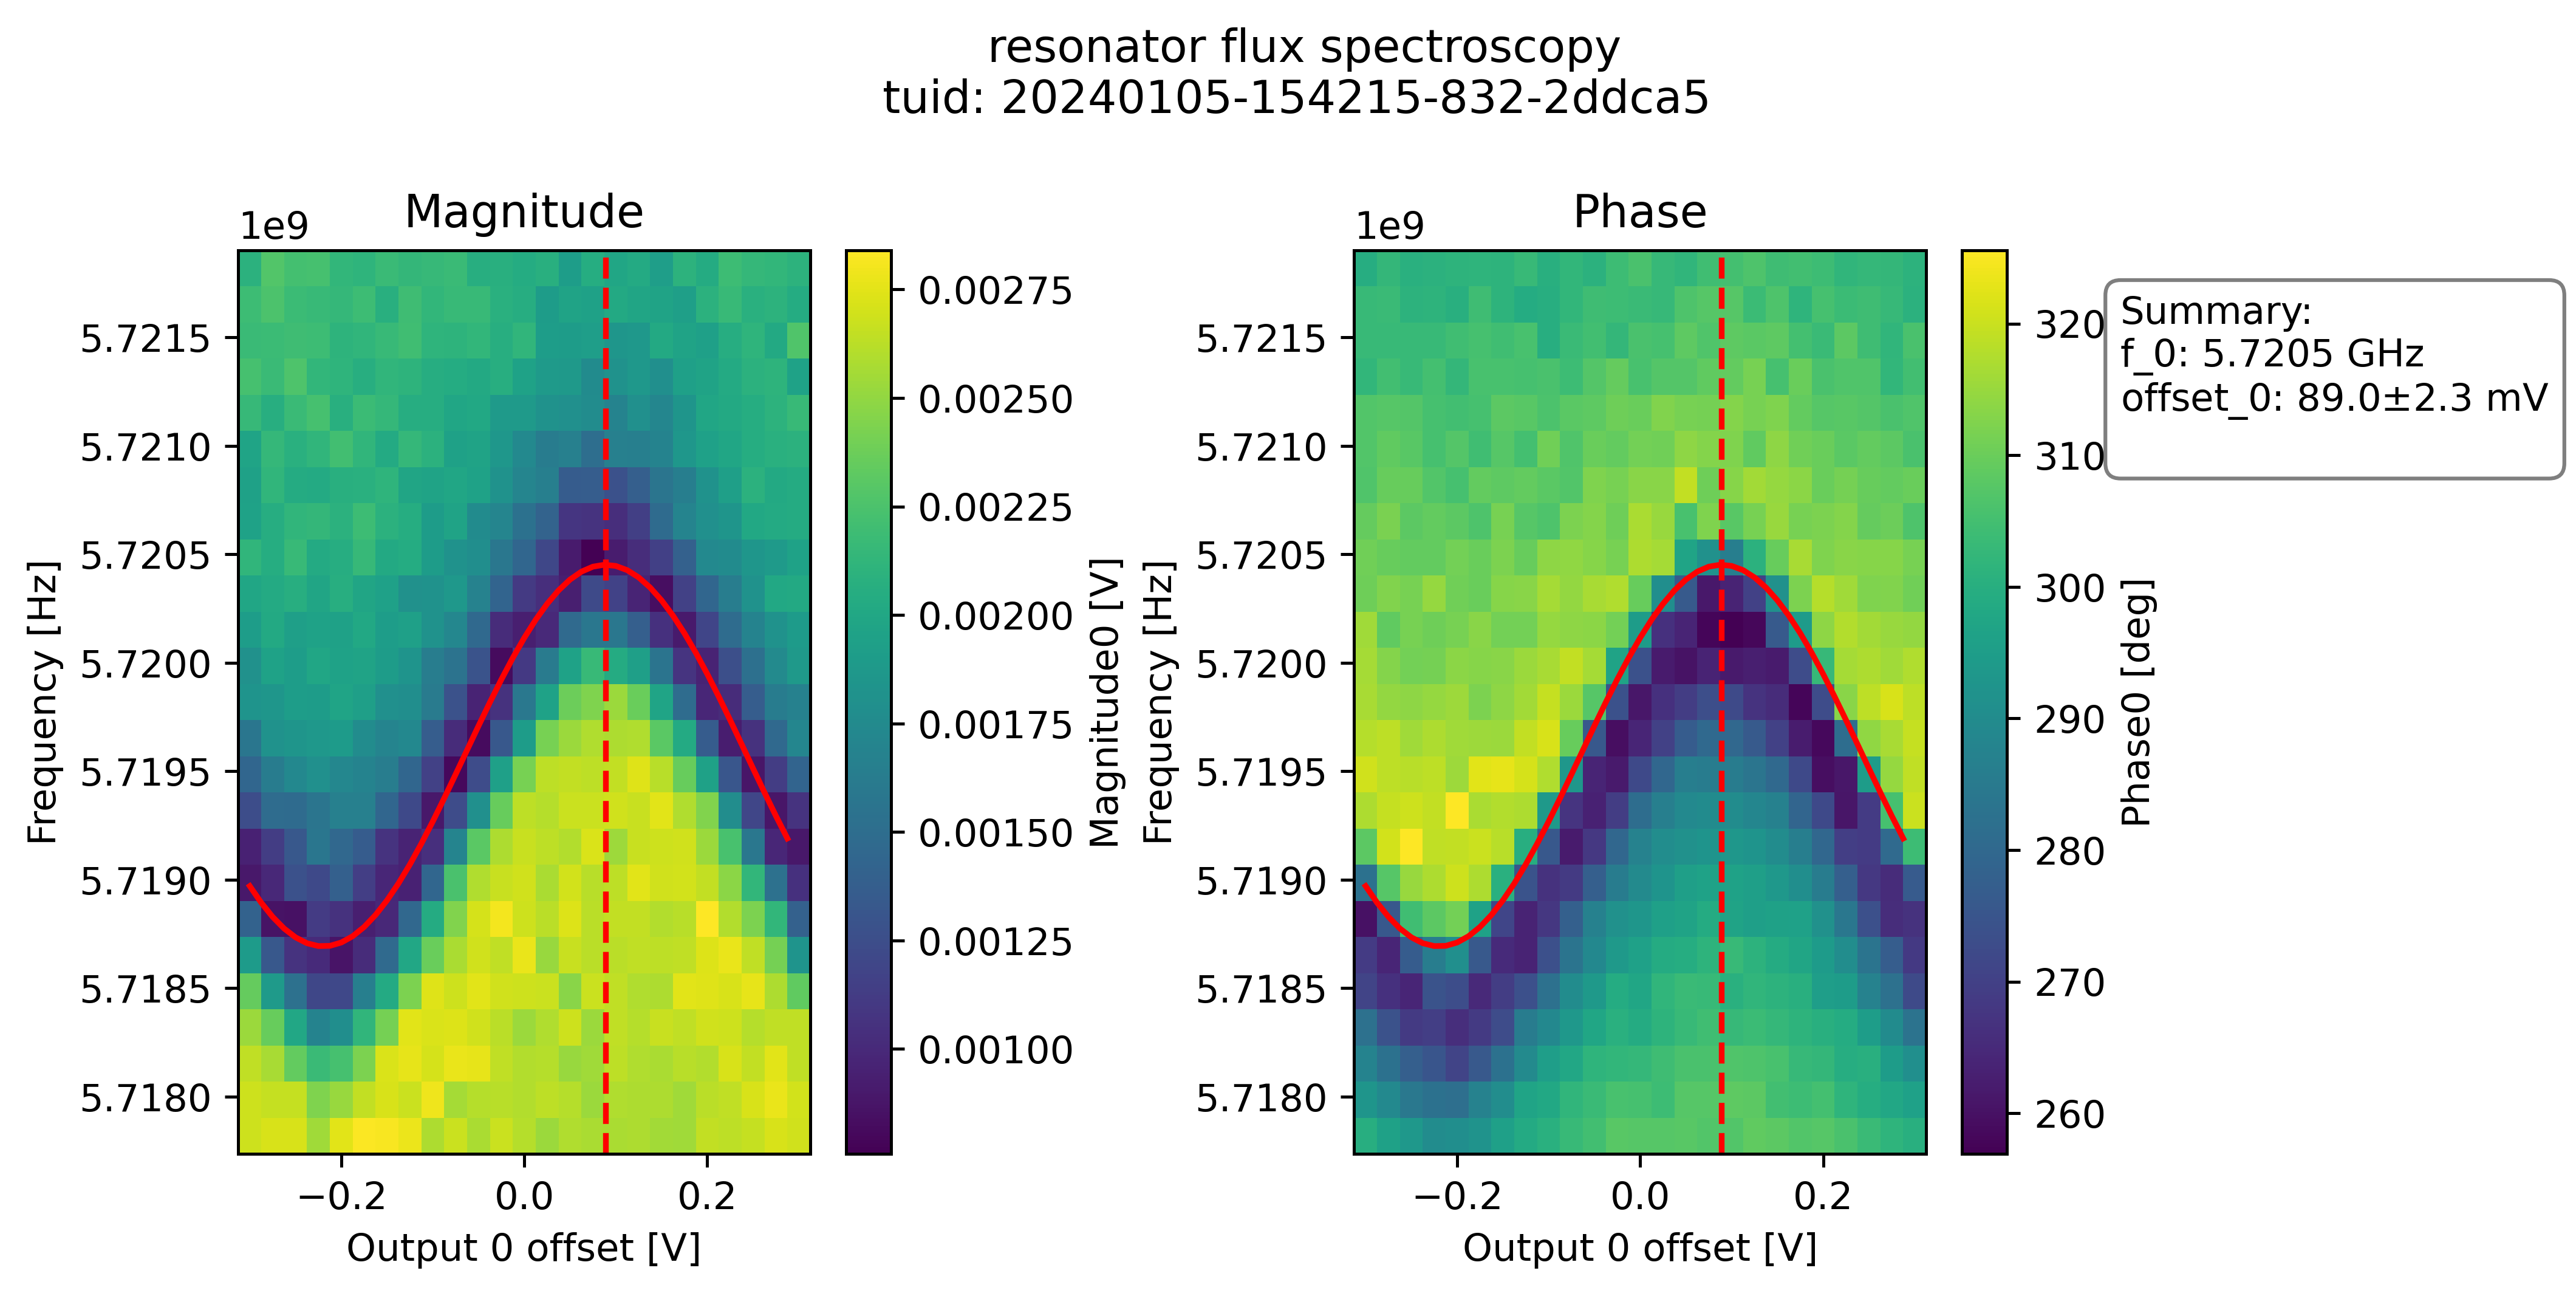 resonator flux spectroscopy
tuid: 20240105-154215-832-2ddca5
Magnitude
1e9
5.7215
5.7210
5.7205
5.7200
5.7195
5.7190
5.7185
5.7180
Frequency [Hz]
−0.2
0.0
0.2
Output 0 offset [V]
0.00275
0.00250
0.00225
0.00200
0.00175
0.00150
0.00125
0.00100
Magnitude0 [V]
Phase
1e9
5.7215
5.7210
5.7205
5.7200
5.7195
5.7190
5.7185
5.7180
Frequency [Hz]
−0.2
0.0
0.2
Output 0 offset [V]
320
310
300
290
280
270
260
Phase0 [deg]
Summary:
f_0: 5.7205 GHz
offset_0: 89.0±2.3 mV